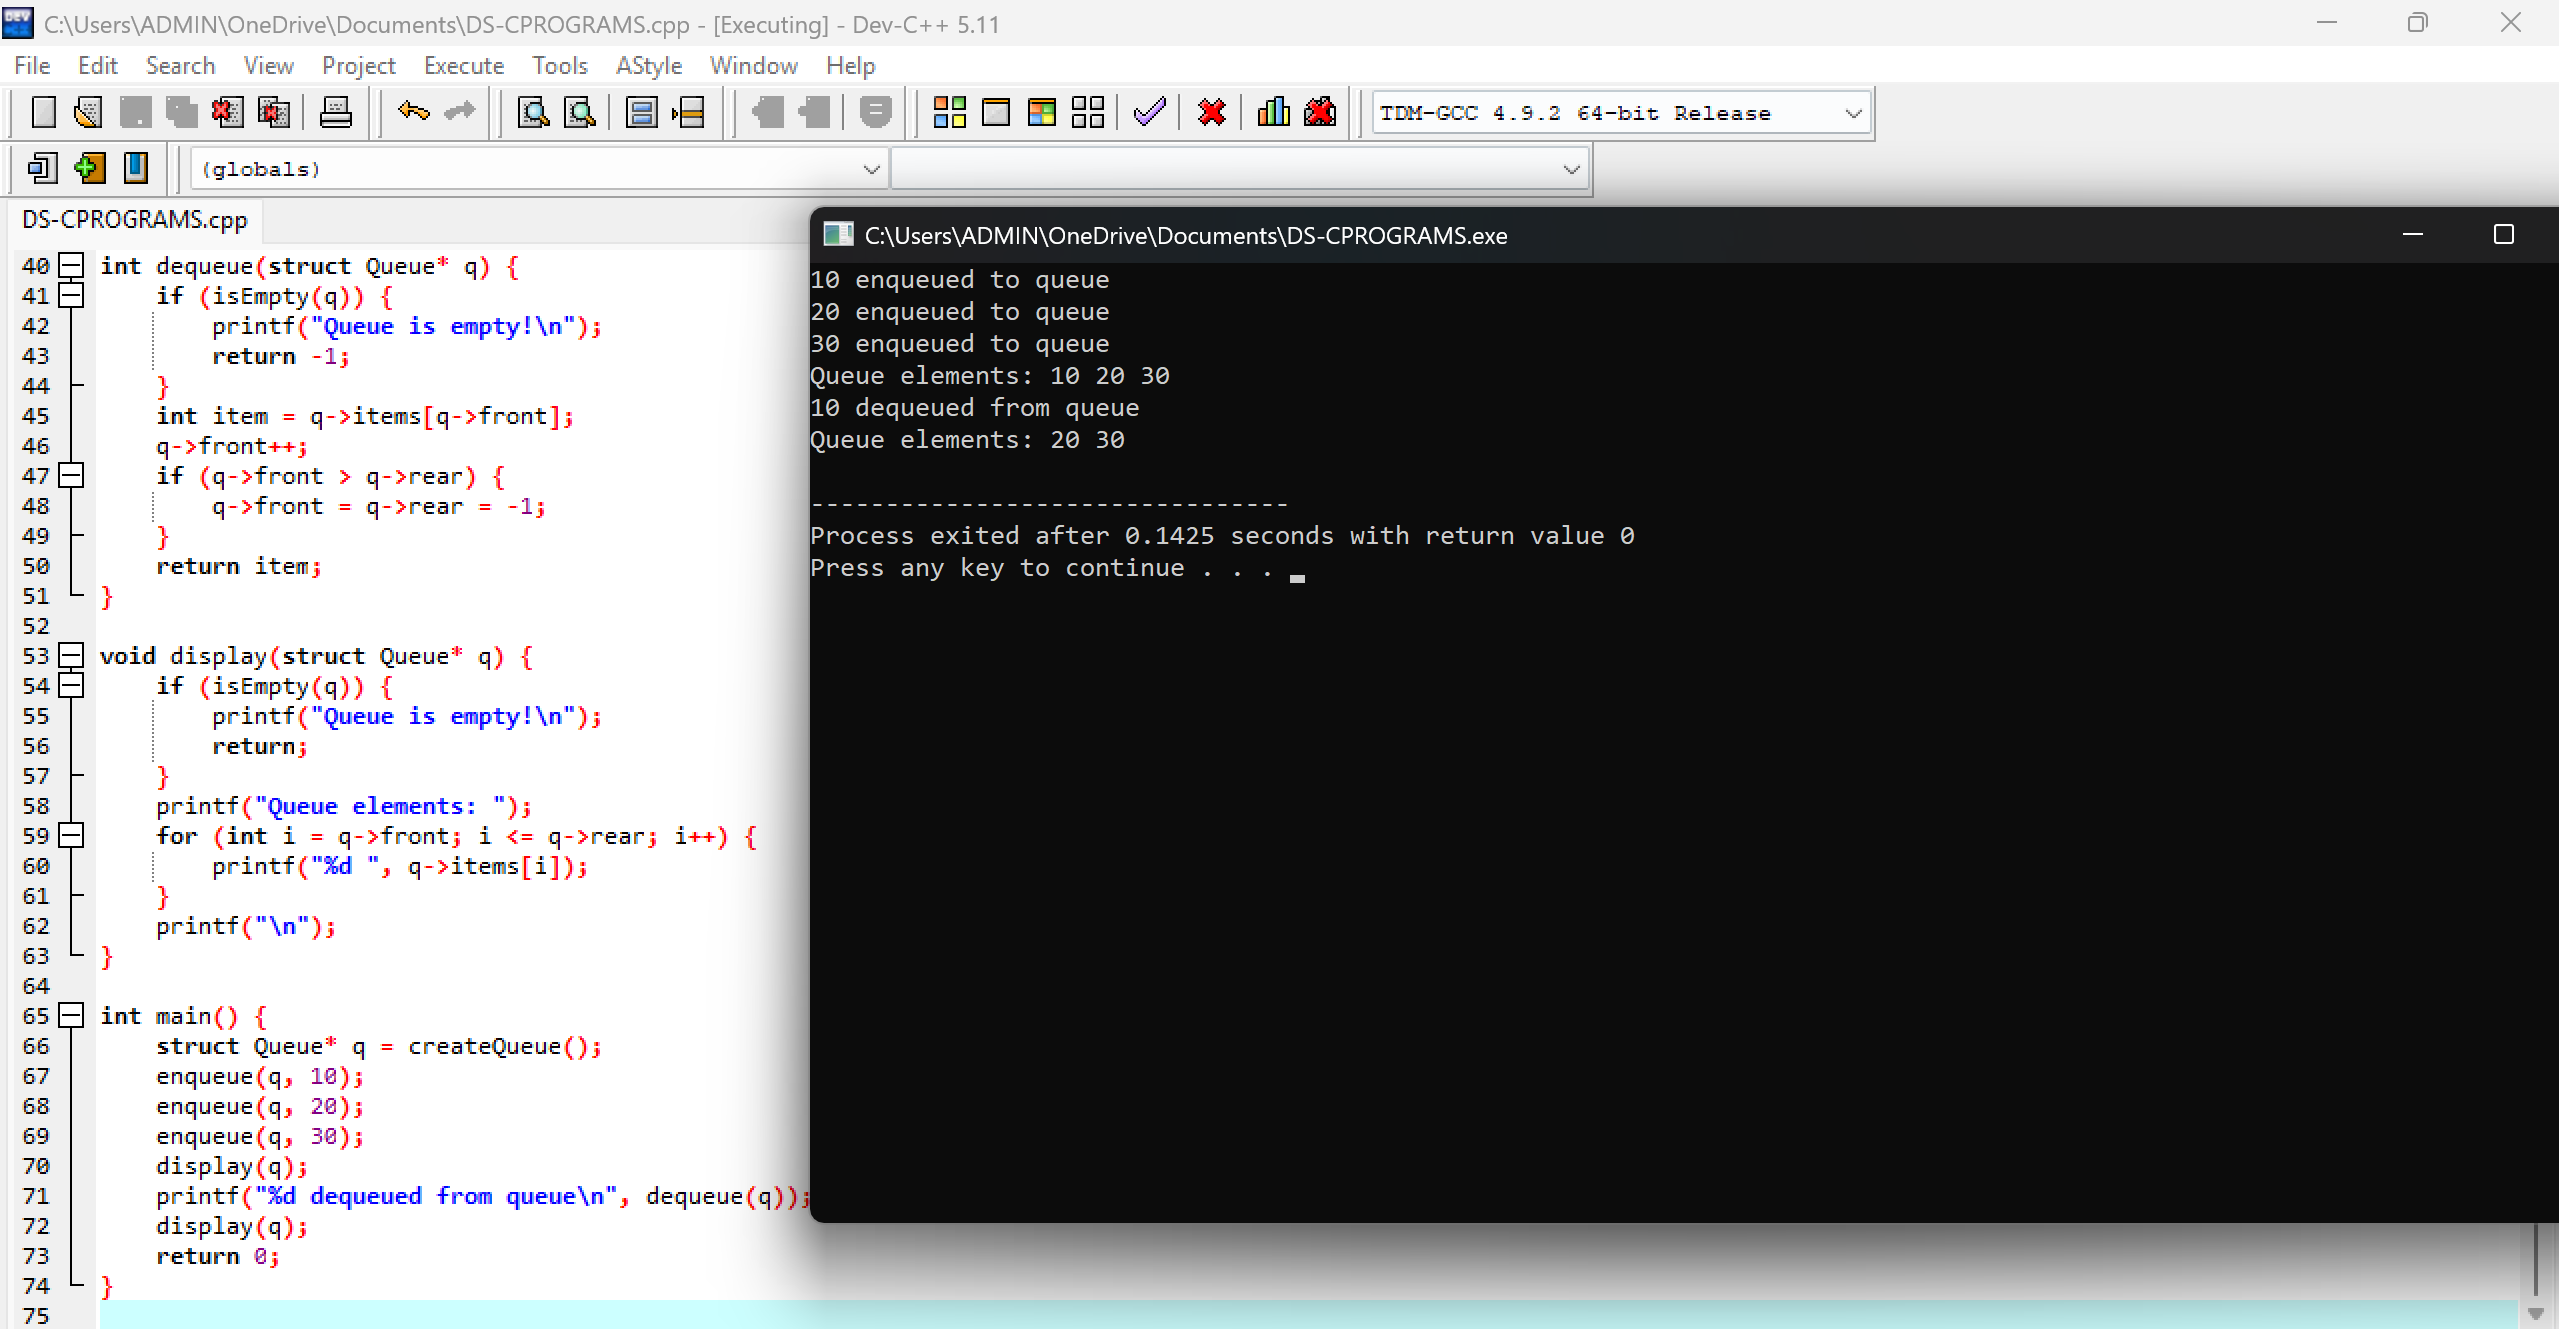 C:\Users\ADMIN\OneDrive\Documents\DS-CPROGRAMS.cpp - [Executing] - Dev-C++ 5.11
File Edit Search View Project Execute Tools AStyle Window Help
TDM-GCC 4.9.2 64-bit Release
(globals)
DS-CPROGRAMS.cpp
40 int dequeue(struct Queue* q) {
41     if (isEmpty(q)) {
42         printf("Queue is empty!\n");
43         return -1;
44     }
45     int item = q->items[q->front];
46     q->front++;
47     if (q->front > q->rear) {
48         q->front = q->rear = -1;
49     }
50     return item;
51 }
52
53 void display(struct Queue* q) {
54     if (isEmpty(q)) {
55         printf("Queue is empty!\n");
56         return;
57     }
58     printf("Queue elements: ");
59     for (int i = q->front; i <= q->rear; i++) {
60         printf("%d ", q->items[i]);
61     }
62     printf("\n");
63 }
64
65 int main() {
66     struct Queue* q = createQueue();
67     enqueue(q, 10);
68     enqueue(q, 20);
69     enqueue(q, 30);
70     display(q);
71     printf("%d dequeued from queue\n", dequeue(q));
72     display(q);
73     return 0;
74 }
75
C:\Users\ADMIN\OneDrive\Documents\DS-CPROGRAMS.exe
10 enqueued to queue
20 enqueued to queue
30 enqueued to queue
Queue elements: 10 20 30
10 dequeued from queue
Queue elements: 20 30
--------------------------------
Process exited after 0.1425 seconds with return value 0
Press any key to continue . . .